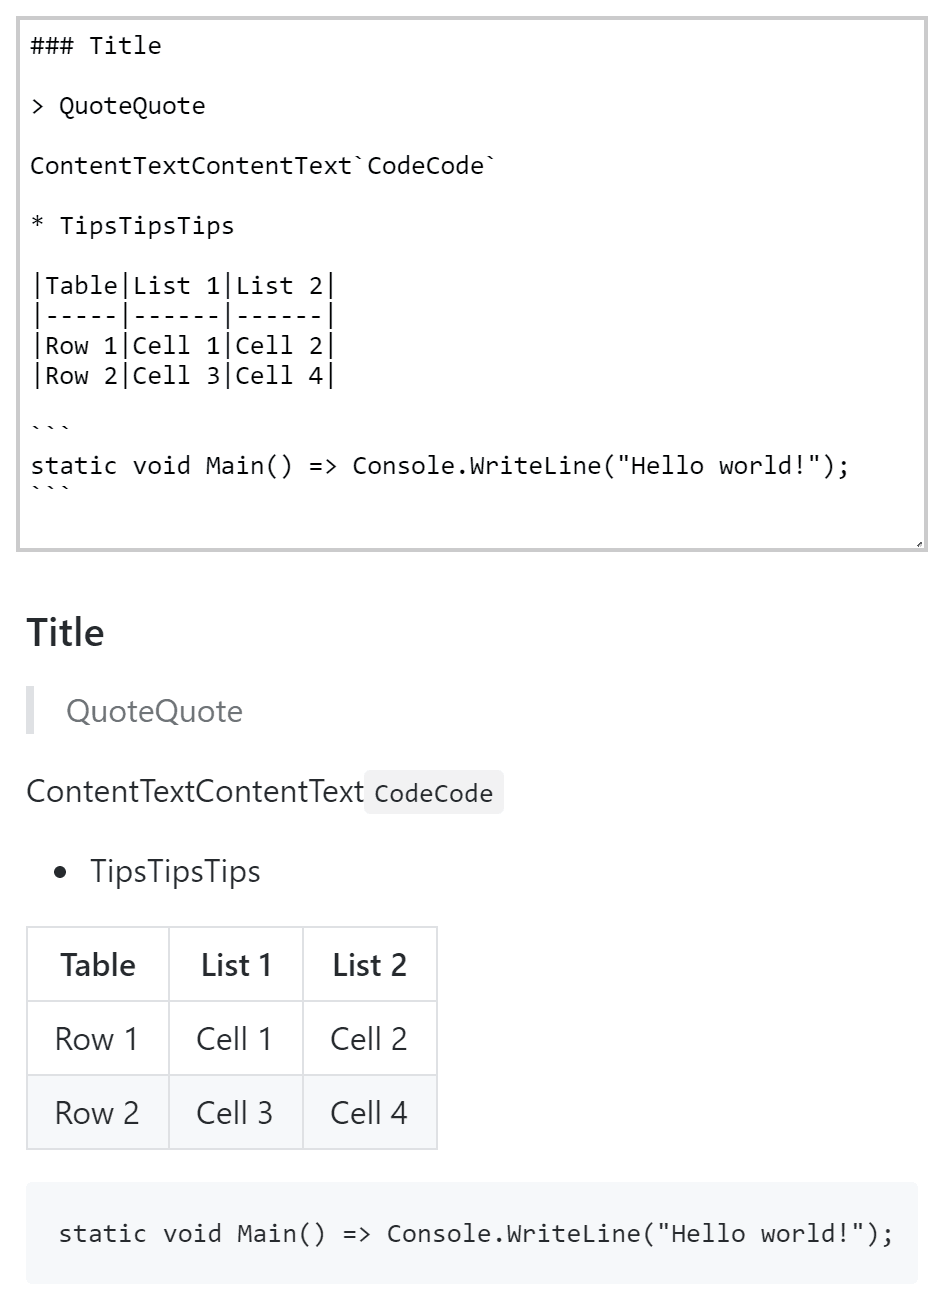 ### Title
> QuoteQuote
ContentTextContentText`CodeCode`
* TipsTipsTips
|Table|List 1|List 2|
|-----|------|------|
|Row 1|Cell 1|Cell 2|
|Row 2|Cell 3|Cell 4|
```
static void Main() => Console.WriteLine("Hello world!");
```
Title
QuoteQuote
ContentTextContentText CodeCode
• TipsTipsTips
Table List 1 List 2
Row 1 Cell 1 Cell 2
Row 2 Cell 3 Cell 4
static void Main() => Console.WriteLine("Hello world!");